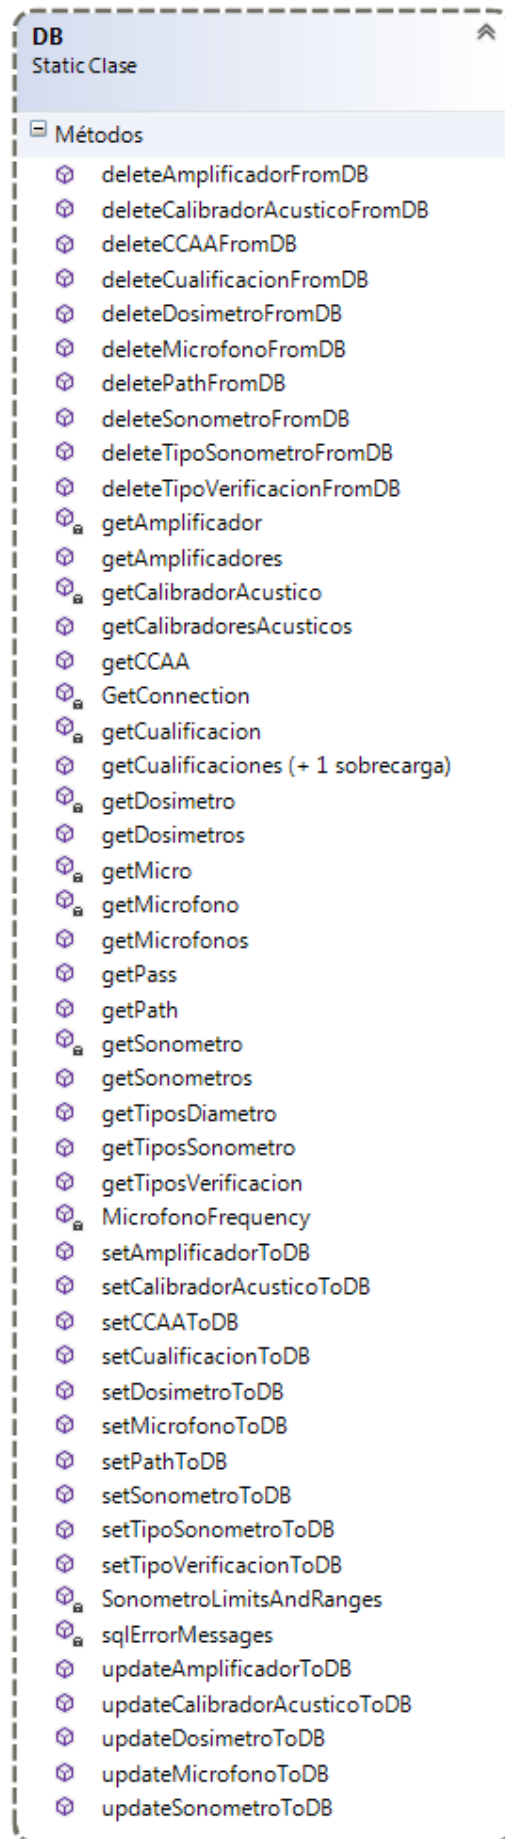 DB
Static Clase
Métodos
deleteAmplificadorFromDB
deleteCalibradorAcusticoFromDB
deleteCCAAFromDB
deleteCualificacionFromDB
deleteDosimetroFromDB
deleteMicrofonoFromDB
deletePathFromDB
deleteSonometroFromDB
deleteTipoSonometroFromDB
deleteTipoVerificacionFromDB
getAmplificador
getAmplificadores
getCalibradorAcustico
getCalibradoresAcusticos
getCCAA
GetConnection
getCualificacion
getCualificaciones (+ 1 sobrecarga)
getDosimetro
getDosimetros
getMicro
getMicrofono
getMicrofonos
getPass
getPath
getSonometro
getSonometros
getTiposDiametro
getTiposSonometro
getTiposVerificacion
MicrofonoFrequency
setAmplificadorToDB
setCalibradorAcusticoToDB
setCCAAToDB
setCualificacionToDB
setDosimetroToDB
setMicrofonoToDB
setPathToDB
setSonometroToDB
setTipoSonometroToDB
setTipoVerificacionToDB
SonometroLimitsAndRanges
sqlErrorMessages
updateAmplificadorToDB
updateCalibradorAcusticoToDB
updateDosimetroToDB
updateMicrofonoToDB
updateSonometroToDB